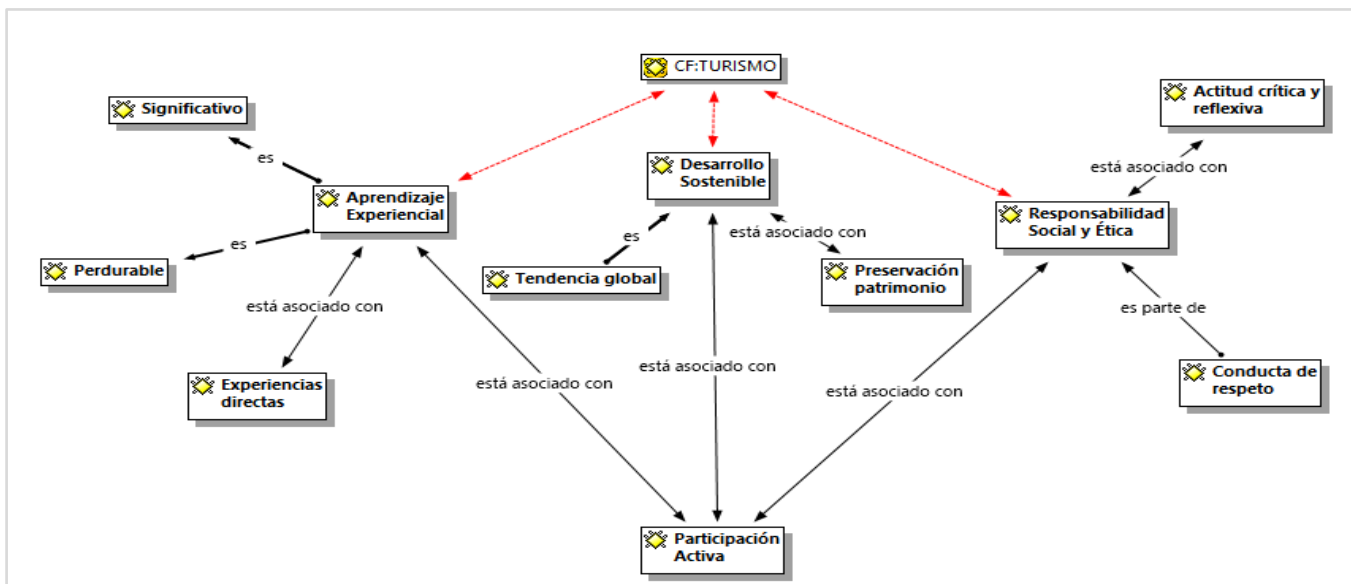 CF:TURISMO
Significativo
Actitud crítica y
reflexiva
es
Desarrollo
Sostenible
está asociado con
Aprendizaje
Experiencial
Responsabilidad
Social y Ética
es
es
está asociado con
Perdurable
Tendencia global
Preservación
patrimonio
está asociado con
es parte de
está asociado con
está asociado con
está asociado con
Experiencias
directas
Conducta de
respeto
Participación
Activa